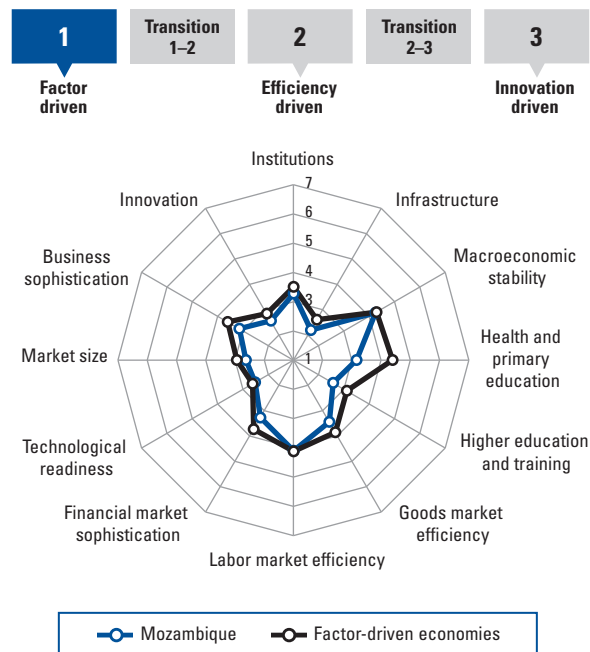 1
Transition
1–2
2
Transition
2–3
3
Factor
driven
Efficiency
driven
Innovation
driven
Institutions
7
Innovation
Infrastructure
6
5
Business
sophistication
Macroeconomic
stability
4
3
Market size
1
Health and
primary
education
Technological
readiness
Higher education
and training
Financial market
sophistication
Goods market
efficiency
Labor market efficiency
Mozambique
Factor-driven economies